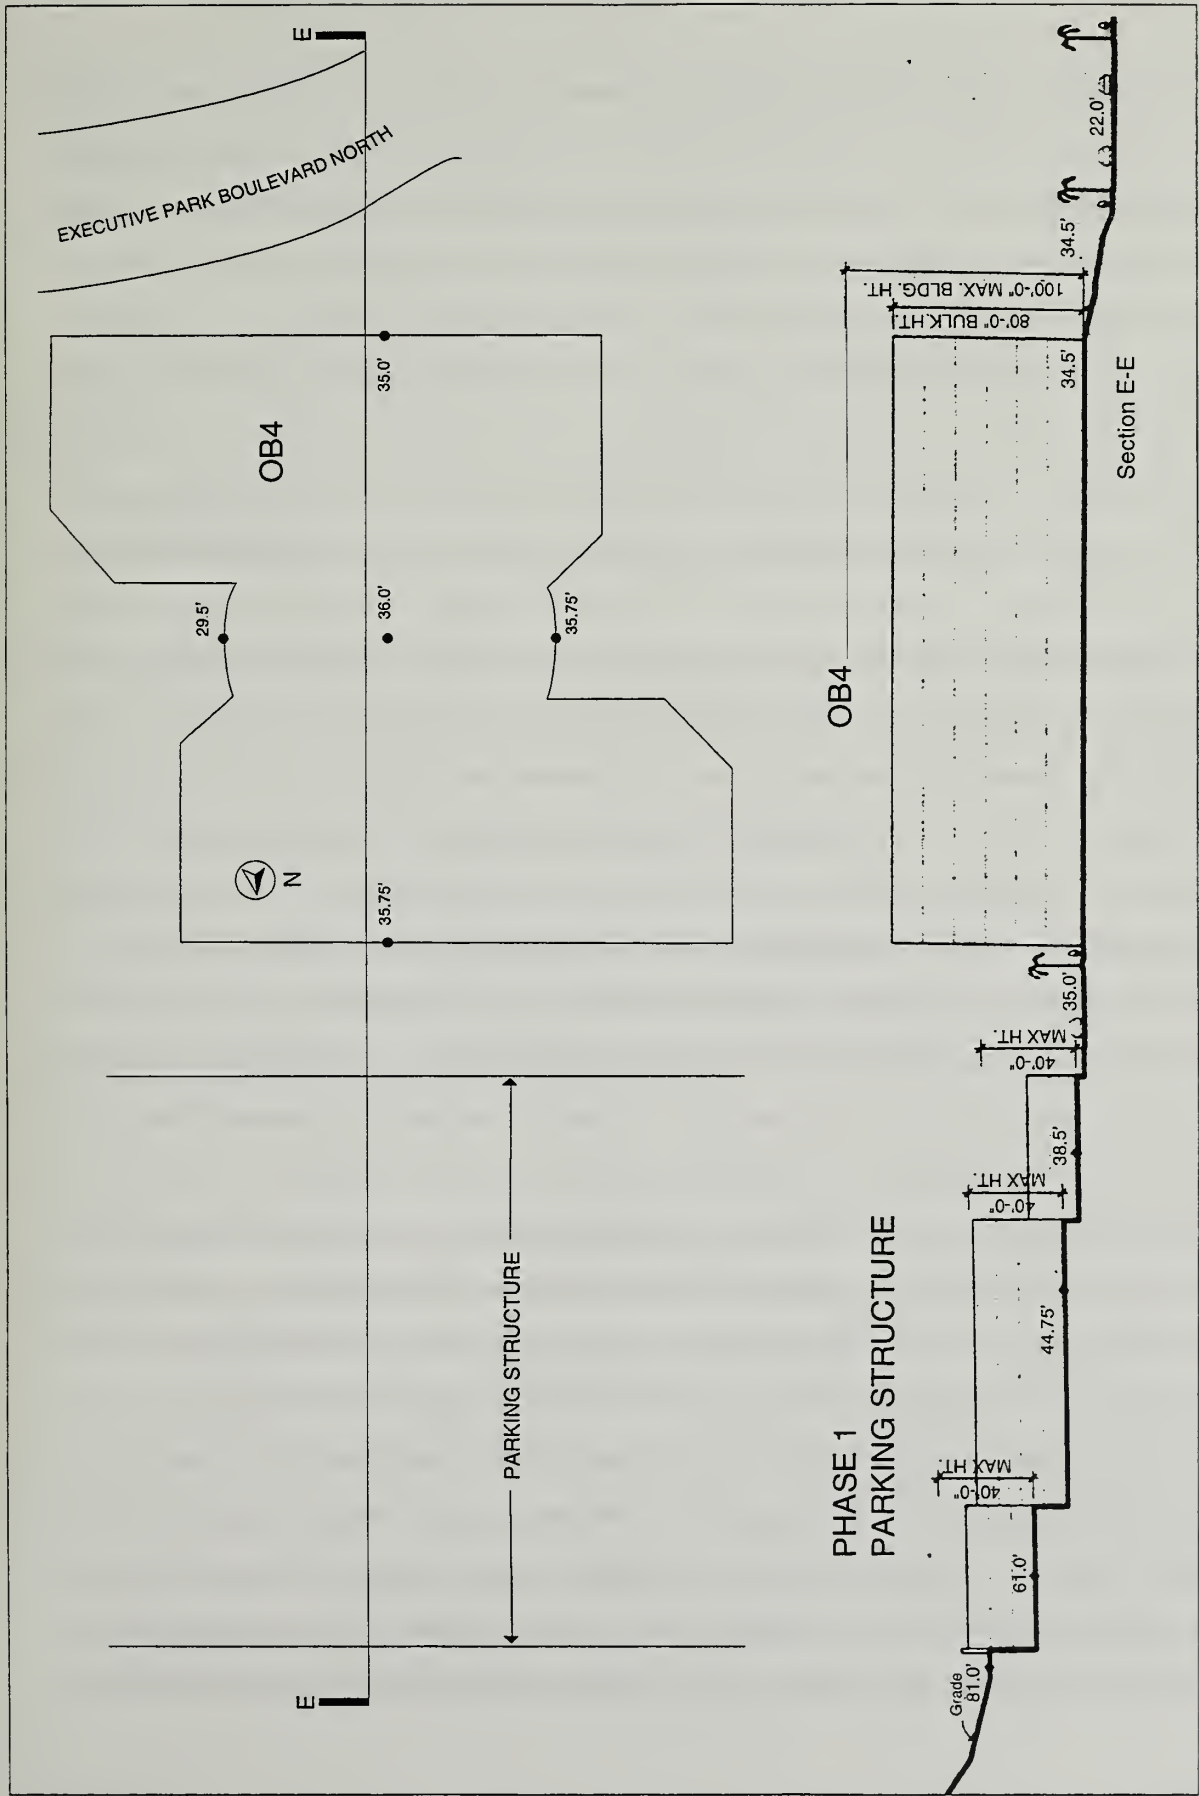 E
E
EXECUTIVE PARK BOULEVARD NORTH
OB4
29.5'
36.0'
35.75'
35.0'
35.75'
N
PARKING STRUCTURE
PHASE 1
PARKING STRUCTURE
OB4
Grade
81.0'
61.0'
40'-0"
MAX HT.
44.75'
40'-0"
MAX HT.
38.5'
40'-0"
MAX HT.
35.0'
34.5'
80'-0" BULK HT.
100'-0" MAX. BLDG. HT.
34.5'
22.0'
Section E-E